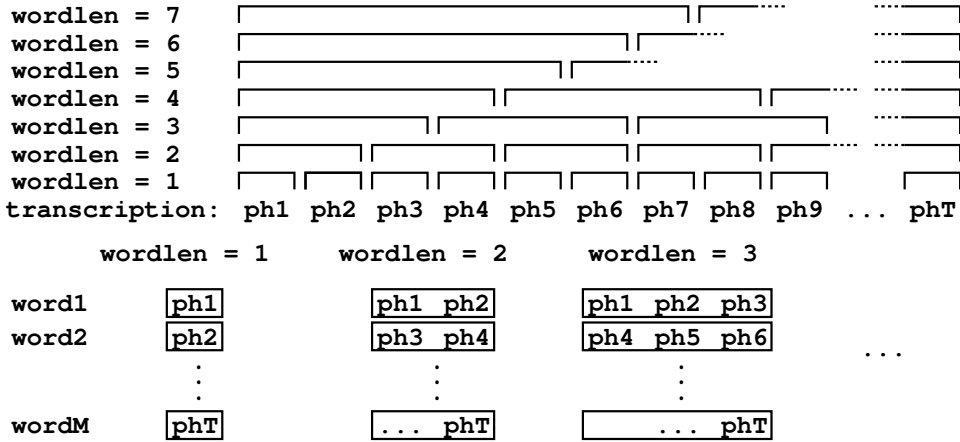 wordlen = 7
wordlen = 6
wordlen = 5
wordlen = 4
wordlen = 3
wordlen = 2
wordlen = 1
transcription: ph1 ph2 ph3 ph4 ph5 ph6 ph7 ph8 ph9 ... phT
wordlen = 1 wordlen = 2 wordlen = 3
word1 ph1 ph1 ph2 ph1 ph2 ph3
word2 ph2 ph3 ph4 ph4 ph5 ph6
...
wordM phT ... phT ... phT